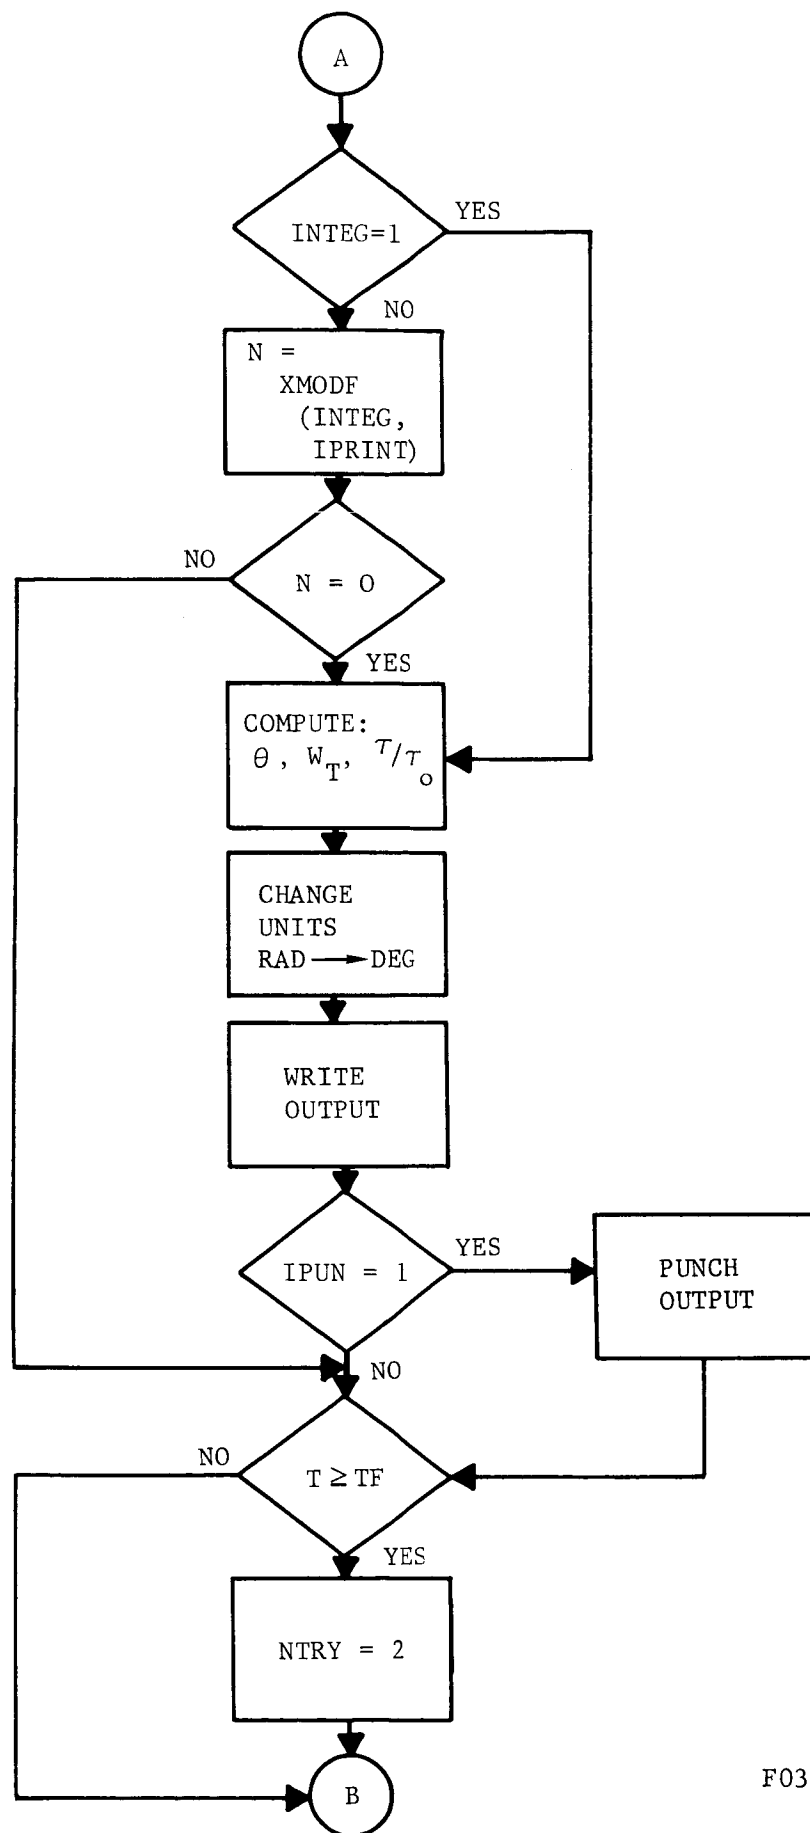 A
INTEG=1
YES
NO
N =
XMODF
(INTEG,
IPRINT)
NO
N = 0
YES
COMPUTE:
θ, W_T, τ/τ_o
CHANGE
UNITS
RAD → DEG
WRITE
OUTPUT
IPUN = 1
YES
PUNCH
OUTPUT
NO
NO
T ≥ TF
YES
NTRY = 2
B
F03